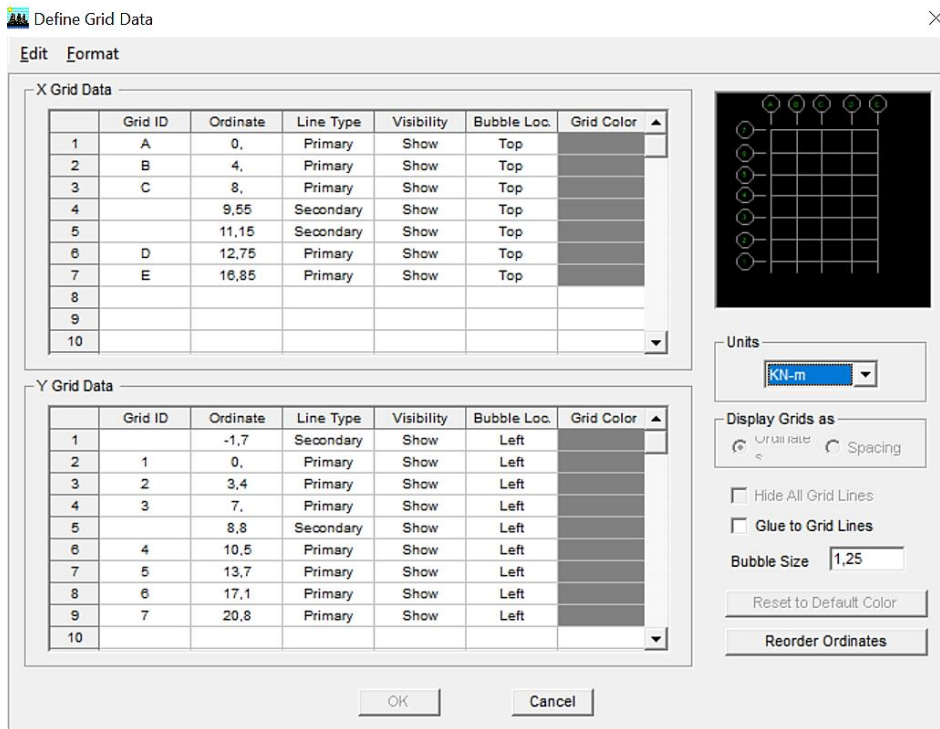 Define Grid Data
Edit Format
X Grid Data
Grid ID Ordinate Line Type Visibility Bubble Loc. Grid Color
1 A 0, Primary Show Top
2 B 4, Primary Show Top
3 C 8, Primary Show Top
4 9,55 Secondary Show Top
5 11,15 Secondary Show Top
6 D 12,75 Primary Show Top
7 E 16,85 Primary Show Top
8
9
10
Y Grid Data
Grid ID Ordinate Line Type Visibility Bubble Loc. Grid Color
1 -1,7 Secondary Show Left
2 1 0, Primary Show Left
3 2 3,4 Primary Show Left
4 3 7, Primary Show Left
5 8,8 Secondary Show Left
6 4 10,5 Primary Show Left
7 5 13,7 Primary Show Left
8 6 17,1 Primary Show Left
9 7 20,8 Primary Show Left
10
Units
KN-m
Display Grids as
Spacing
Hide All Grid Lines
Glue to Grid Lines
Bubble Size 1,25
Reset to Default Color
Reorder Ordinates
OK Cancel